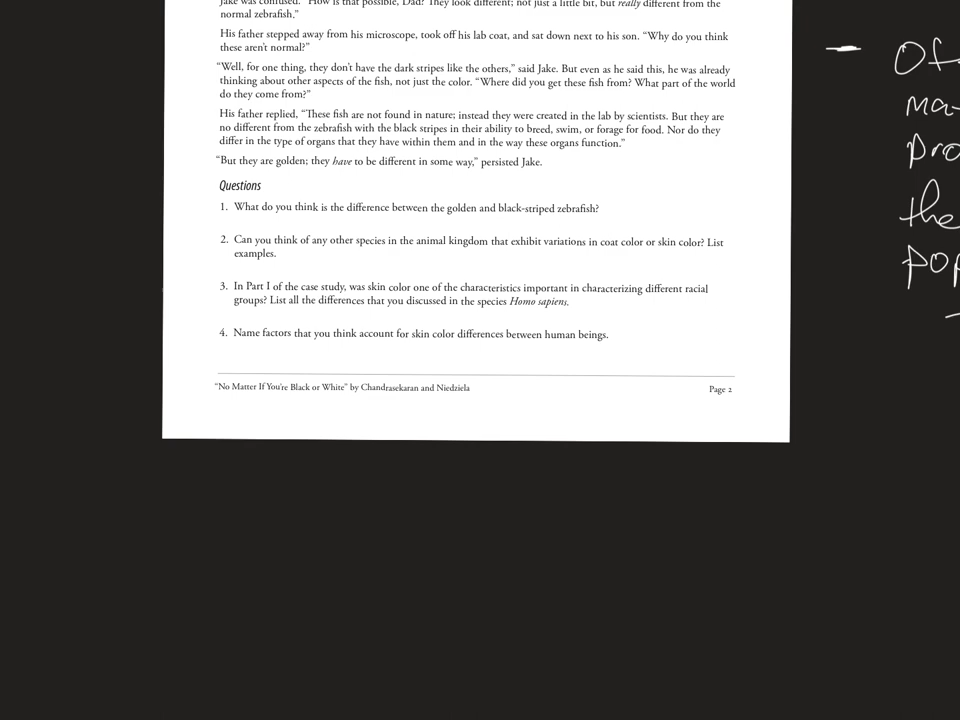 Jake was confused. "How is that possible, Dad? They look different; not just a little bit, but really different from the
normal zebrafish."
His father stepped away from his microscope, took off his lab coat, and sat down next to his son. “Why do you think
these aren’t normal?”
“Well, for one thing, they don’t have the dark stripes like the others,” said Jake. But even as he said this, he was already
thinking about other aspects of the fish, not just the color. “Where did you get these fish from? What part of the world
do they come from?”
His father replied, “These fish are not found in nature; instead they were created in the lab by scientists. But they are
no different from the zebrafish with the black stripes in their ability to breed, swim, or forage for food. Nor do they
differ in the type of organs that they have within them and in the way these organs function.”
“But they are golden; they have to be different in some way,” persisted Jake.
Questions
1. What do you think is the difference between the golden and black-striped zebrafish?
2. Can you think of any other species in the animal kingdom that exhibit variations in coat color or skin color? List
examples.
3. In Part I of the case study, was skin color one of the characteristics important in characterizing different racial
groups? List all the differences that you discussed in the species Homo sapiens.
4. Name factors that you think account for skin color differences between human beings.
“No Matter If You’re Black or White” by Chandrasekaran and Niedziela
Page 2
the